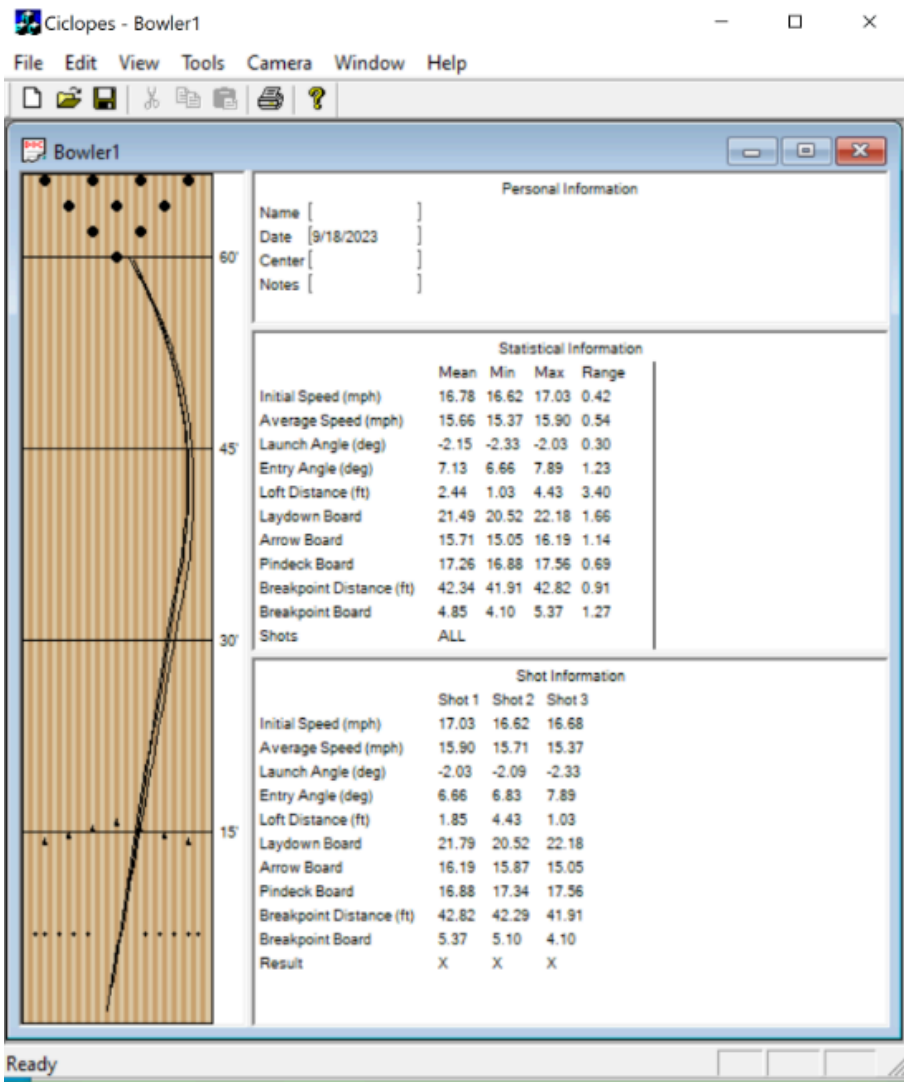 Ciclopes - Bowler1
File Edit View Tools Camera Window Help
Bowler1
60'
45'
30'
15'
Personal Information
Name [ ]
Date [9/18/2023 ]
Center [ ]
Notes [ ]
Statistical Information
Mean Min Max Range
Initial Speed (mph) 16.78 16.62 17.03 0.42
Average Speed (mph) 15.66 15.37 15.90 0.54
Launch Angle (deg) -2.15 -2.33 -2.03 0.30
Entry Angle (deg) 7.13 6.66 7.89 1.23
Loft Distance (ft) 2.44 1.03 4.43 3.40
Laydown Board 21.49 20.52 22.18 1.66
Arrow Board 15.71 15.05 16.19 1.14
Pindeck Board 17.26 16.88 17.56 0.69
Breakpoint Distance (ft) 42.34 41.91 42.82 0.91
Breakpoint Board 4.85 4.10 5.37 1.27
Shots ALL
Shot Information
Shot 1 Shot 2 Shot 3
Initial Speed (mph) 17.03 16.62 16.68
Average Speed (mph) 15.90 15.71 15.37
Launch Angle (deg) -2.03 -2.09 -2.33
Entry Angle (deg) 6.66 6.83 7.89
Loft Distance (ft) 1.85 4.43 1.03
Laydown Board 21.79 20.52 22.18
Arrow Board 16.19 15.87 15.05
Pindeck Board 16.88 17.34 17.56
Breakpoint Distance (ft) 42.82 42.29 41.91
Breakpoint Board 5.37 5.10 4.10
Result X X X
Ready